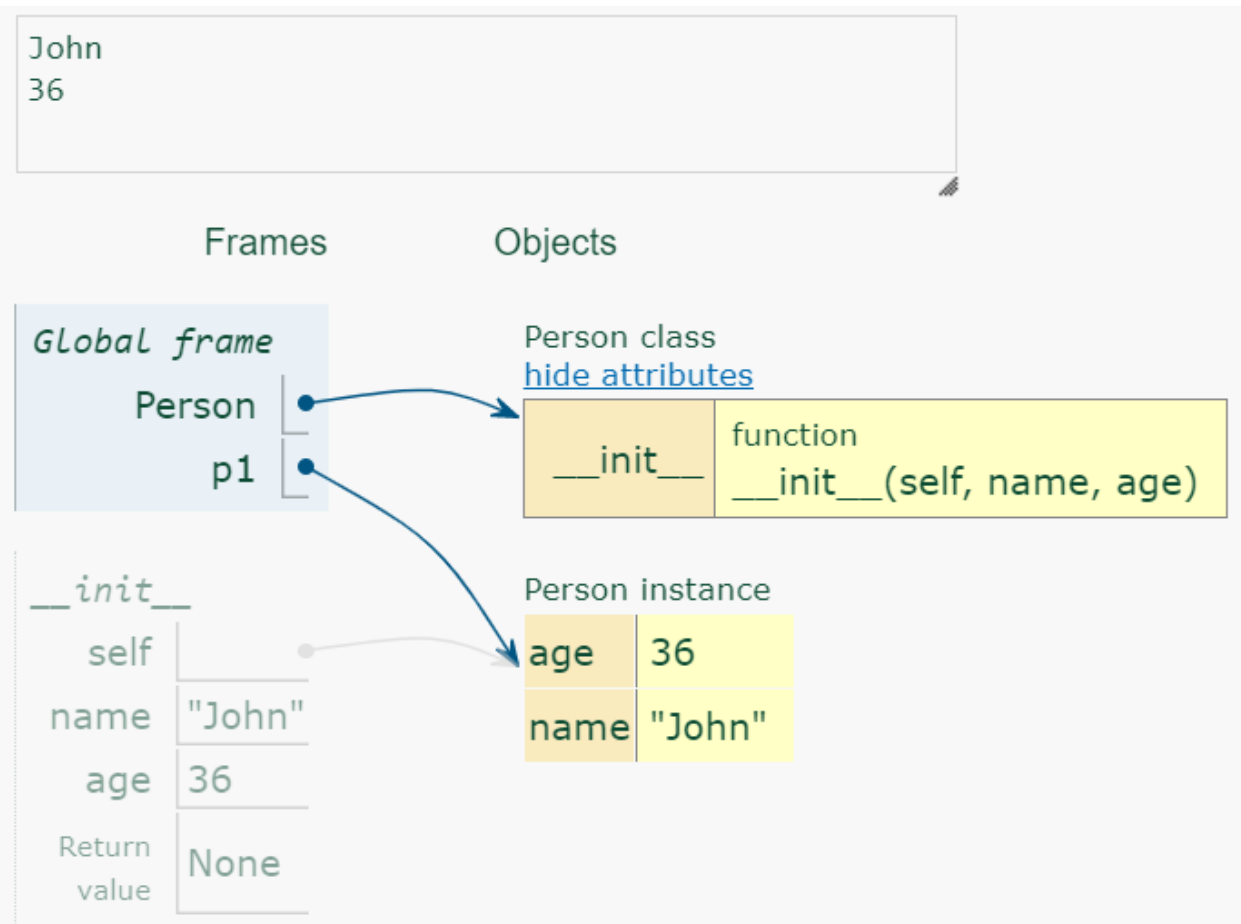 John
36
Frames Objects
Global frame
Person
p1
Person class
hide attributes
__init__
function
__init__(self, name, age)
__init__
self
name "John"
age 36
Return
value
None
Person instance
age 36
name "John"